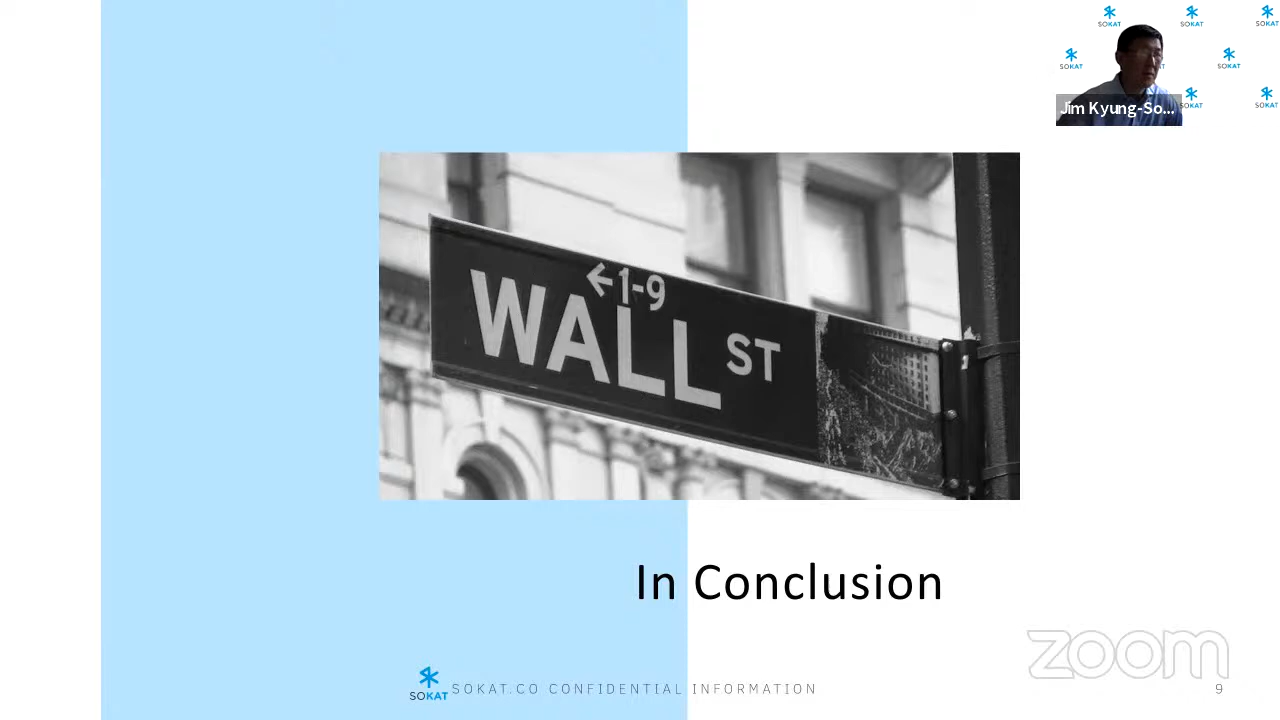 SOKAT
SOKAT
SOKAT
SOKAT
SOKAT
SOKAT
SOKAT
Jim Kyung-So...
←1-9
WALL ST
In Conclusion
zoom
SOKAT
SOKAT.CO CONFIDENTIAL INFORMATION
9